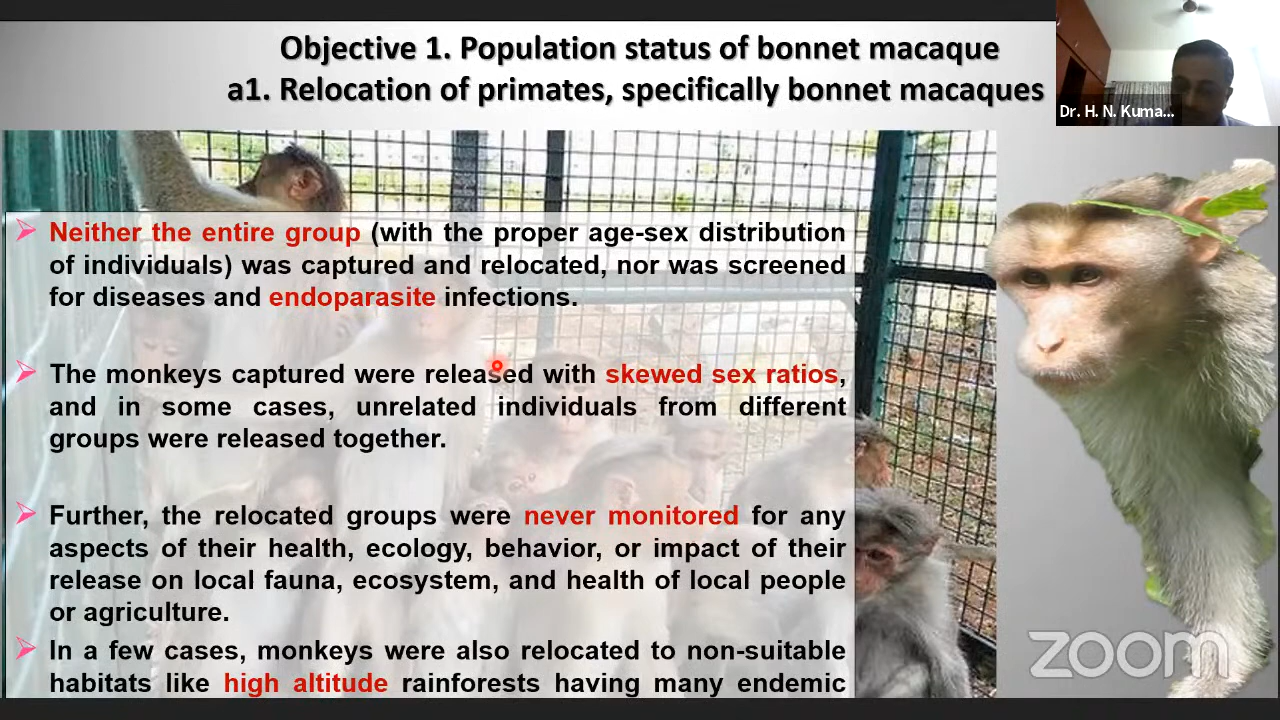 Objective 1. Population status of bonnet macaque
a1. Relocation of primates, specifically bonnet macaques
Dr. H. N. Kuma...
Neither the entire group (with the proper age-sex distribution
of individuals) was captured and relocated, nor was screened
for diseases and endoparasite infections.
The monkeys captured were released with skewed sex ratios,
and in some cases, unrelated individuals from different
groups were released together.
Further, the relocated groups were never monitored for any
aspects of their health, ecology, behavior, or impact of their
release on local fauna, ecosystem, and health of local people
or agriculture.
In a few cases, monkeys were also relocated to non-suitable
habitats like high altitude rainforests having many endemic
zoom